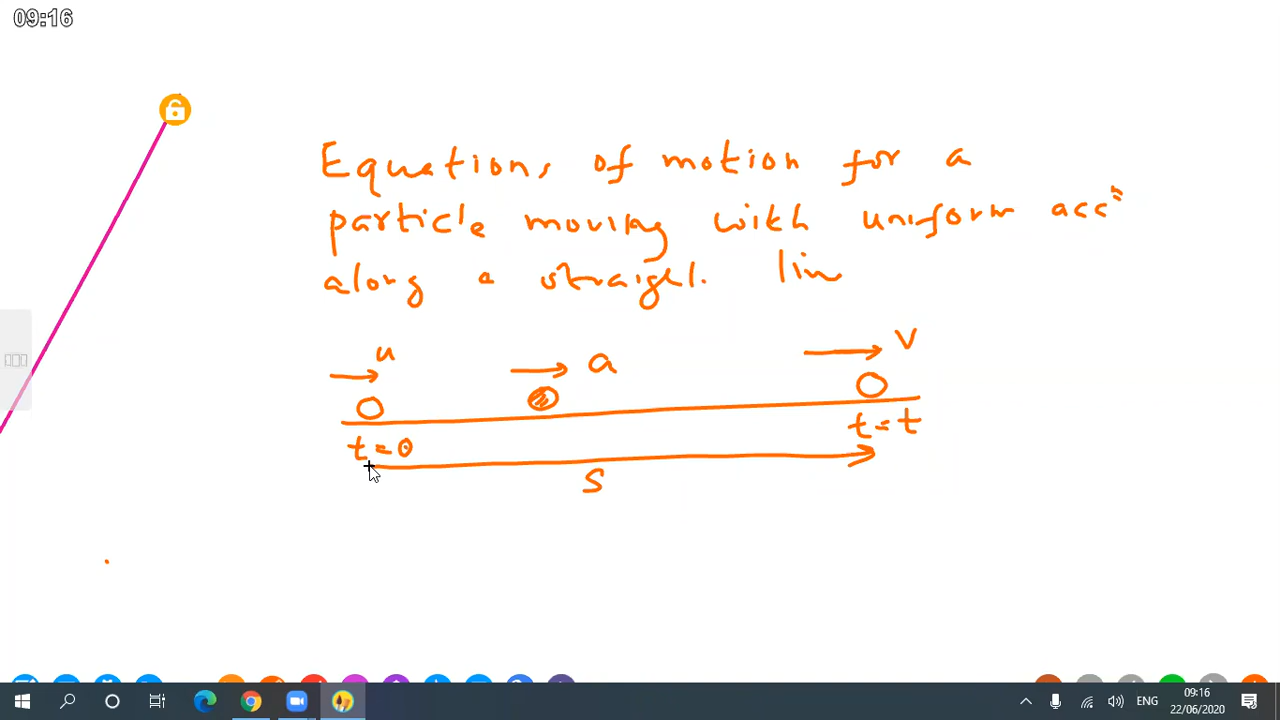 09:16
Equations of motion for a
particle moving with uniform accⁿ
along a straight line
u
a
v
t=0
t=t
S
ENG
09:16
22/06/2020